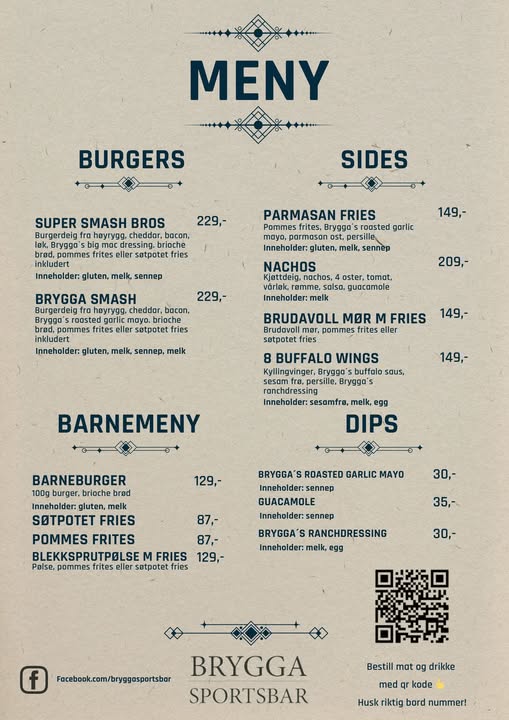 MENY
BURGERS
SUPER SMASH BROS 229,-
Burgerdeig fra høyrygg, cheddar, bacon,
løk, Brygga´s big mac dressing, brioche
brød, pommes frites eller søtpotet frites
inkludert
Inneholder: gluten, melk, sennep
BRYGGA SMASH 229,-
Burgerdeig fra høyrygg, cheddar, bacon,
Brygga´s roasted garlic mayo, brioche
brød, pommes frites eller søtpotet frites
inkludert
Inneholder: gluten, melk, sennep, melk
SIDES
PARMASAN FRIES 149,-
Pommes frites, Brygga´s roasted garlic
mayo, parmasan ost, persille
Inneholder: gluten, melk, sennep
NACHOS 209,-
Kjøttdeig, nachos, 4 oster, tomat,
vårløk, rømme, salsa, guacamole
Inneholder: melk
BRUDAVOLL MØR M FRIES 149,-
Brudavoll mør, pommes frites eller
søtpotet fries
8 BUFFALO WINGS 149,-
Kyllingvinger, Brygga´s buffalo saus,
sesam frø, persille, Brygga´s
ranchdressing
Inneholder: sesamfrø, melk, egg
BARNEMENY
BARNEBURGER 129,-
100g burger, brioche brød
Inneholder: gluten, melk
SØTPOTET FRIES 87,-
POMMES FRITES 87,-
BLEKKSPRUTPØLSE M FRIES 129,-
Pølse, pommes frites eller søtpotet fries
DIPS
BRYGGA´S ROASTED GARLIC MAYO 30,-
Inneholder: sennep
GUACAMOLE 35,-
Inneholder: sennep
BRYGGA´S RANCHDRESSING 30,-
Inneholder: melk, egg
Facebook.com/bryggasportsbar
BRYGGA
SPORTSBAR
Bestill mat og drikke
med qr kode 👆
Husk riktig bord nummer!